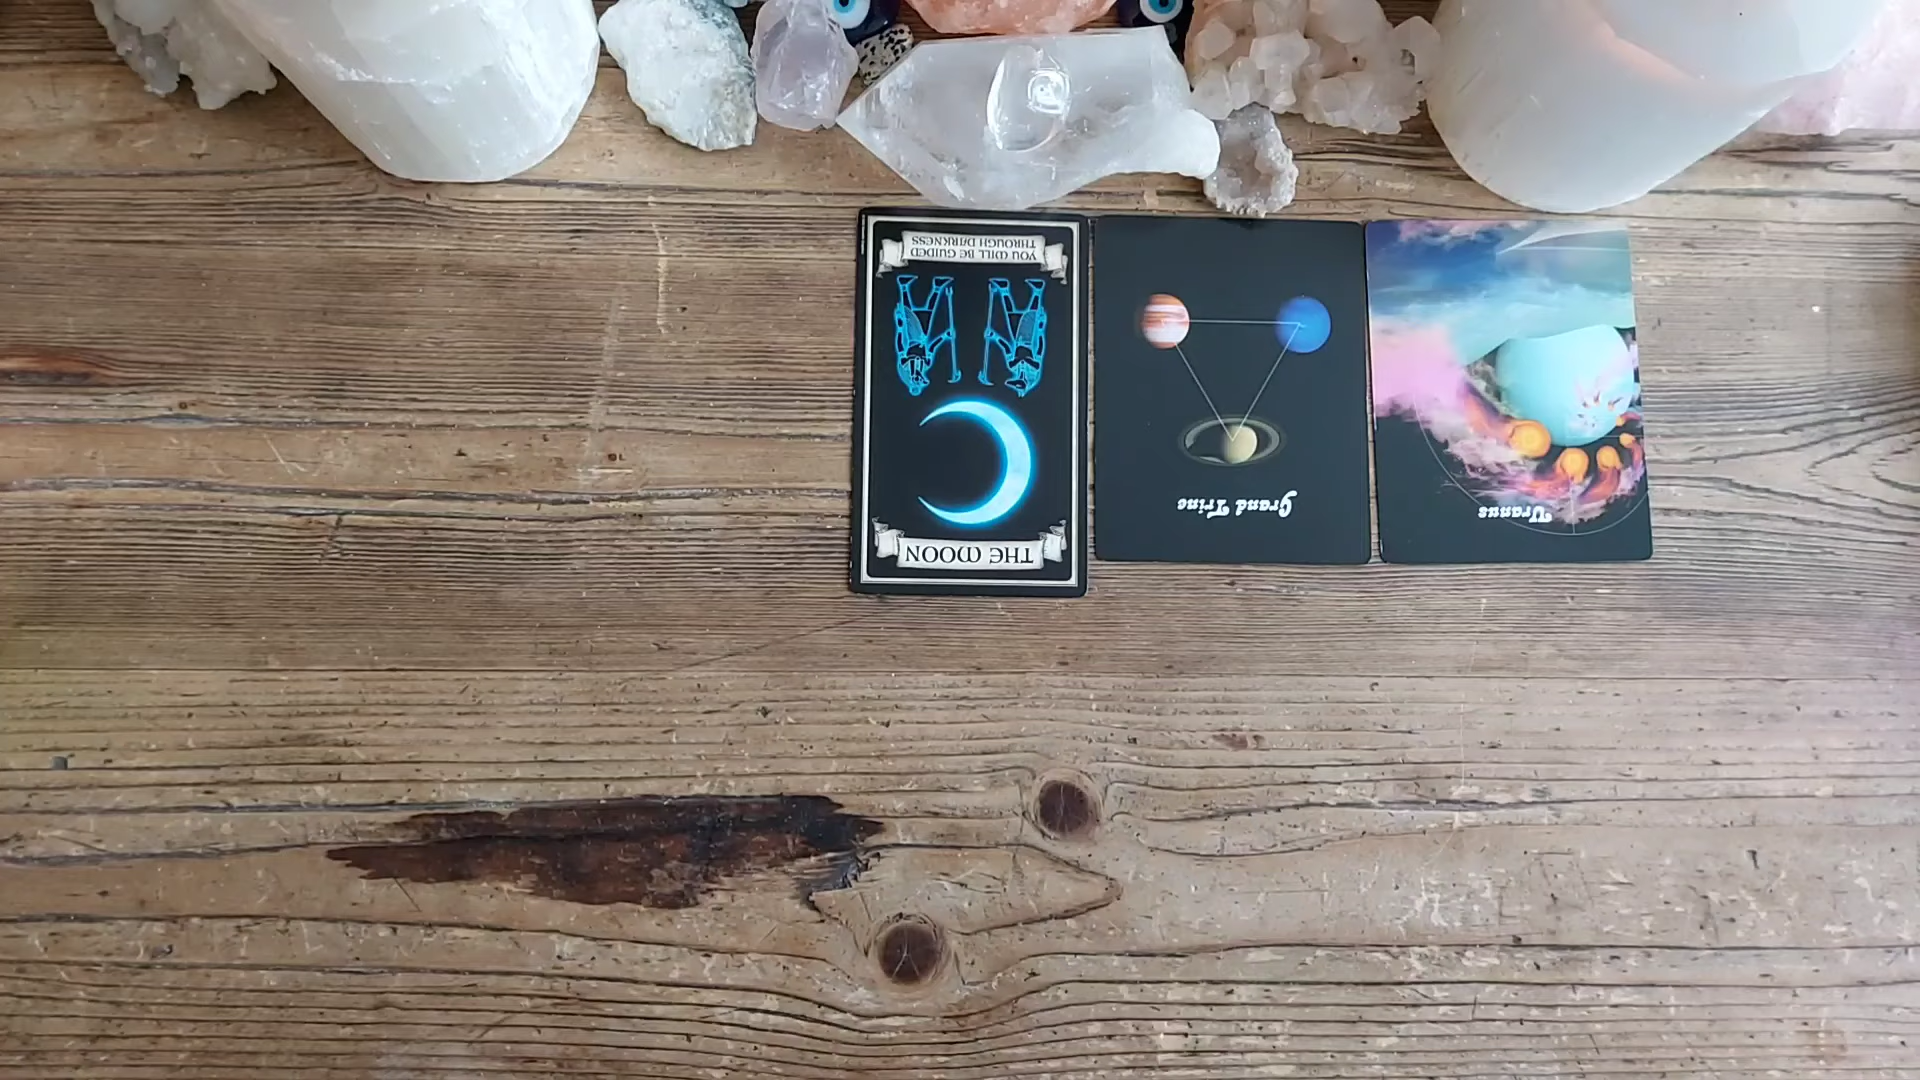 THE MOON
YOU WILL BE GUIDED
THROUGH DARKNESS
Grand Trine
Uranus